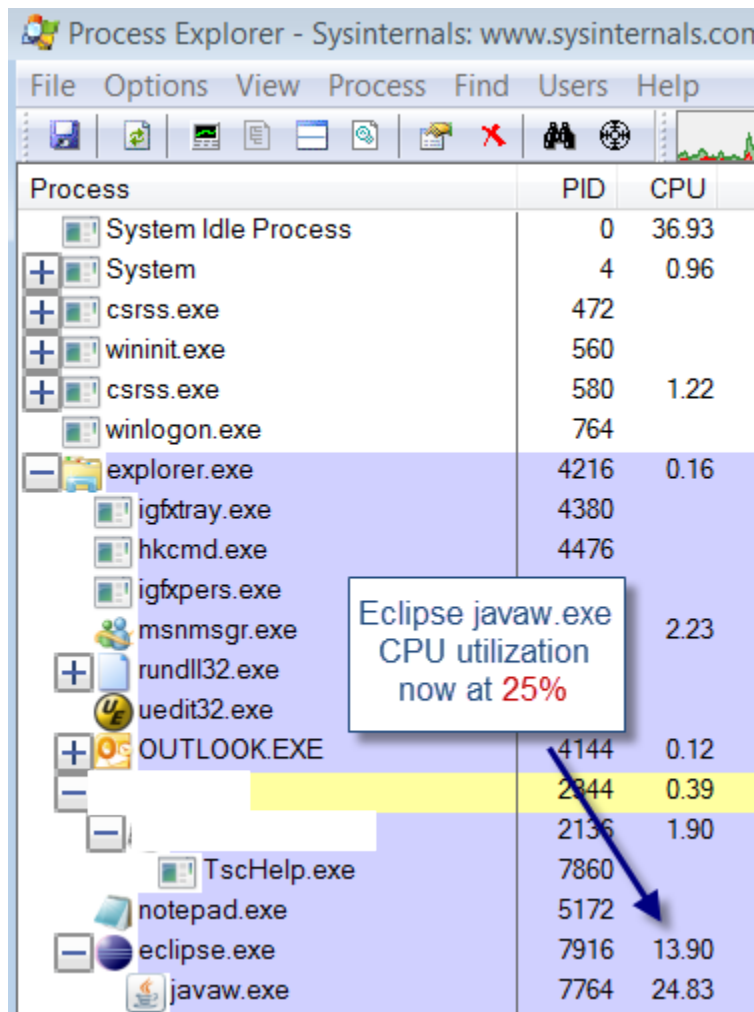 Process Explorer - Sysinternals: www.sysinternals.con
File Options View Process Find Users Help
Process PID CPU
System Idle Process 0 36.93
System 4 0.96
csrss.exe 472
wininit.exe 560
csrss.exe 580 1.22
winlogon.exe 764
explorer.exe 4216 0.16
igfxtray.exe 4380
hkcmd.exe 4476
igfxpers.exe
msnmsgr.exe 2.23
rundll32.exe
uedit32.exe
Eclipse javaw.exe
CPU utilization
now at 25%
OUTLOOK.EXE 4144 0.12
2844 0.39
2136 1.90
TscHelp.exe 7860
notepad.exe 5172
eclipse.exe 7916 13.90
javaw.exe 7764 24.83